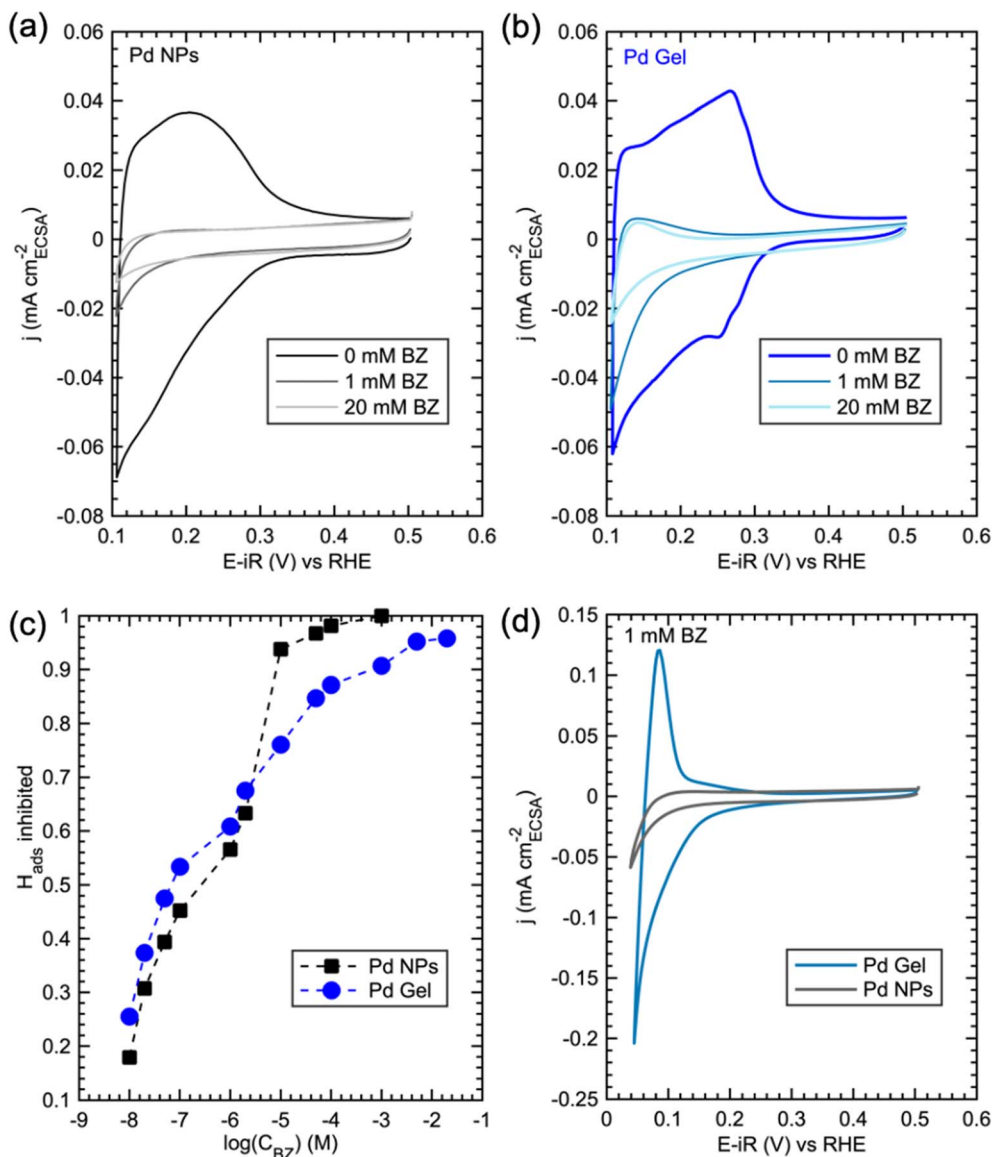 (a)
Pd NPs
0.06
0.04
0.02
0
-0.02
-0.04
-0.06
-0.08
j (mA cm⁻²ECSA)
0 mM BZ
1 mM BZ
20 mM BZ
0.1 0.2 0.3 0.4 0.5 0.6
E-iR (V) vs RHE
(b)
Pd Gel
0.06
0.04
0.02
0
-0.02
-0.04
-0.06
-0.08
j (mA cm⁻²ECSA)
0 mM BZ
1 mM BZ
20 mM BZ
0.1 0.2 0.3 0.4 0.5 0.6
E-iR (V) vs RHE
(c)
1
0.9
0.8
0.7
0.6
0.5
0.4
0.3
0.2
0.1
Hads inhibited
Pd NPs
Pd Gel
-9 -8 -7 -6 -5 -4 -3 -2 -1
log(CBZ) (M)
(d)
1 mM BZ
0.15
0.1
0.05
0
-0.05
-0.1
-0.15
-0.2
-0.25
j (mA cm⁻²ECSA)
Pd Gel
Pd NPs
0 0.1 0.2 0.3 0.4 0.5 0.6
E-iR (V) vs RHE